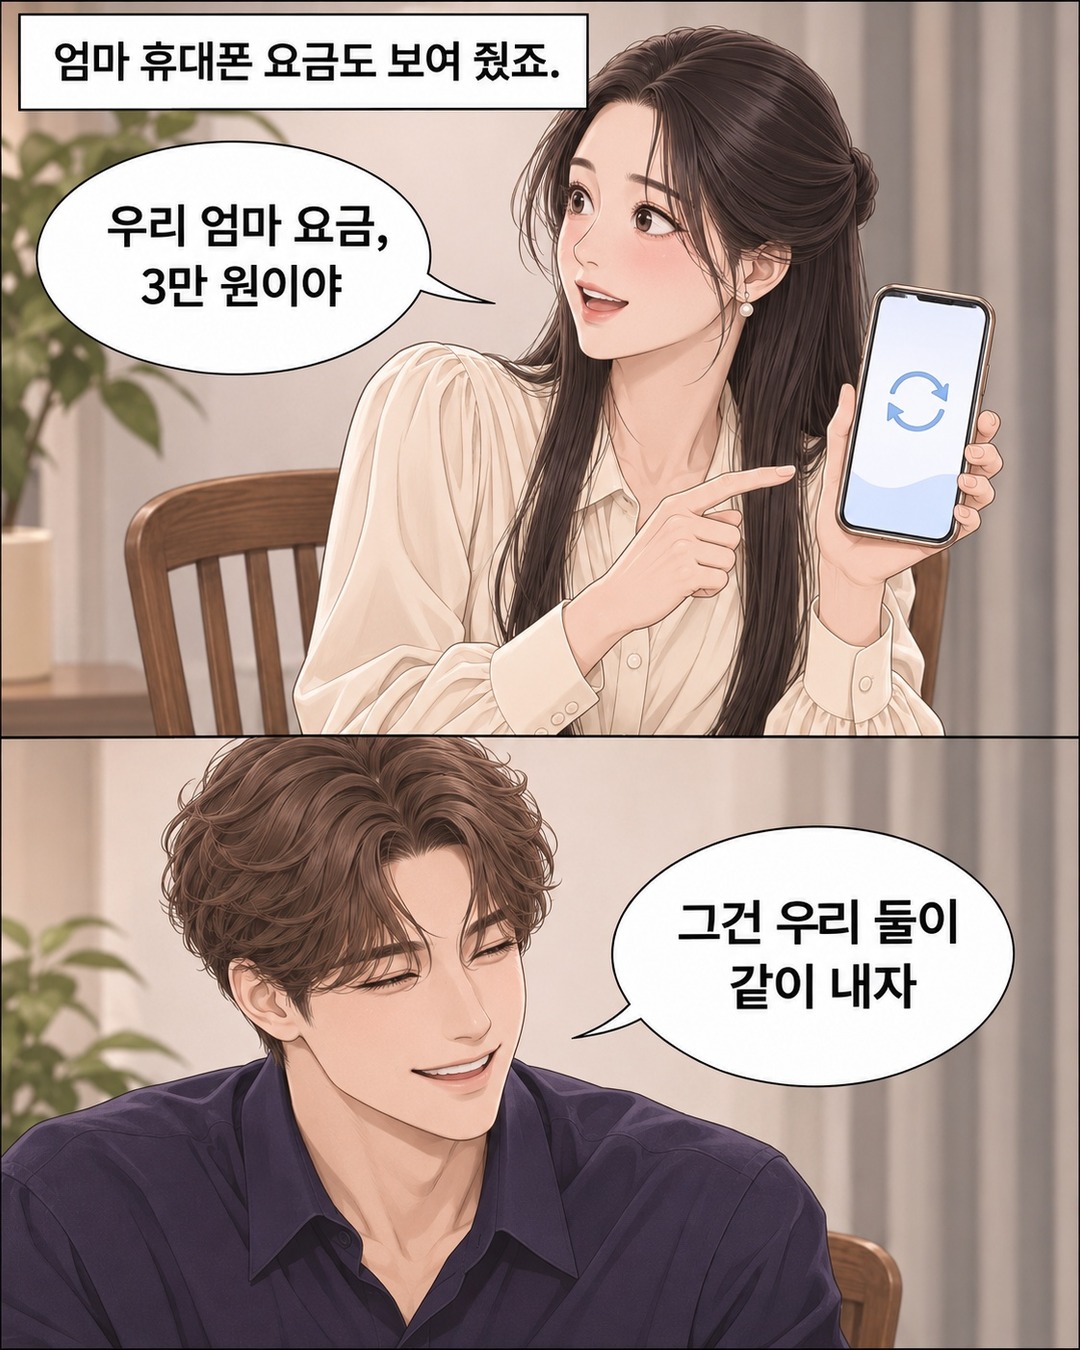 엄마 휴대폰 요금도 보여 줬죠.
우리 엄마 요금,
3만 원이야
그건 우리 둘이
같이 내자